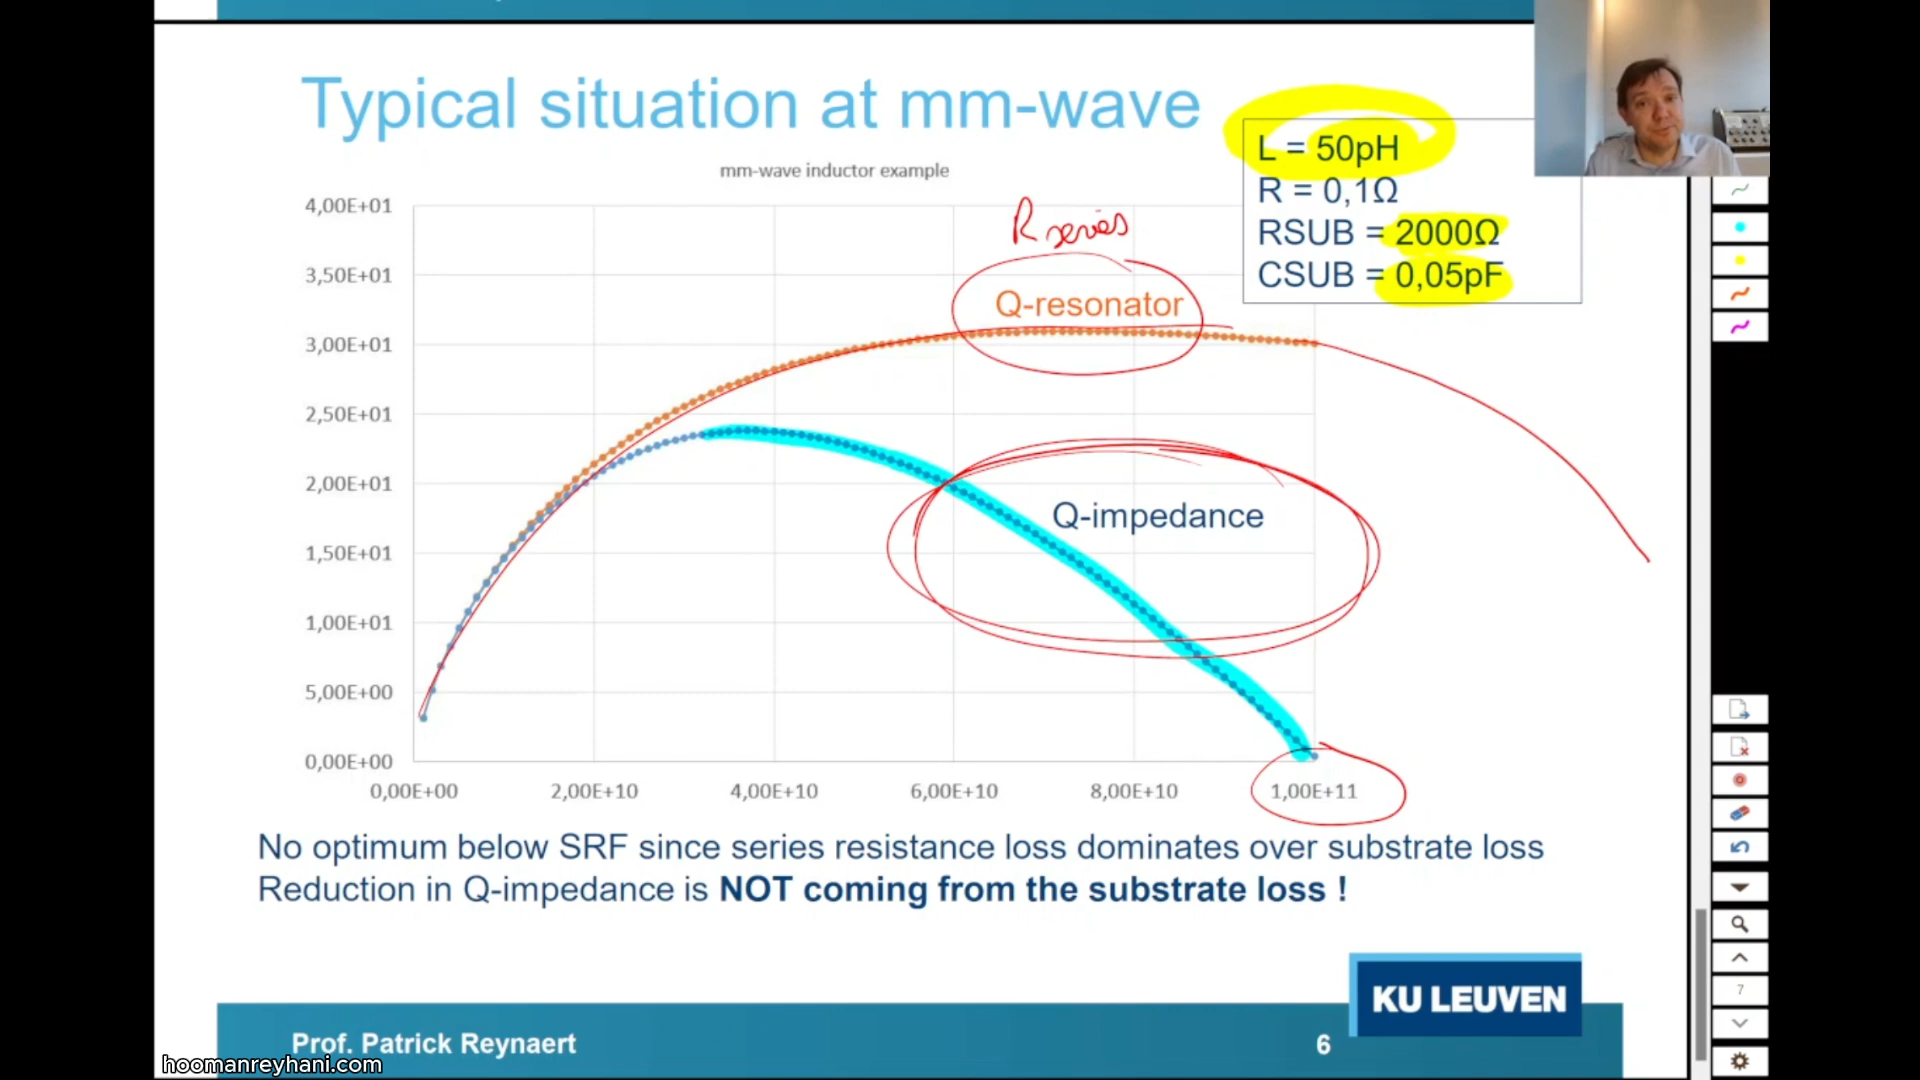 Typical situation at mm-wave
mm-wave inductor example
L = 50pH
R = 0,1Ω
RSUB = 2000Ω
CSUB = 0,05pF
R series
Q-resonator
Q-impedance
4,00E+01
3,50E+01
3,00E+01
2,50E+01
2,00E+01
1,50E+01
1,00E+01
5,00E+00
0,00E+00
0,00E+00 2,00E+10 4,00E+10 6,00E+10 8,00E+10 1,00E+11
No optimum below SRF since series resistance loss dominates over substrate loss
Reduction in Q-impedance is NOT coming from the substrate loss !
KU LEUVEN
Prof. Patrick Reynaert
6
7
hoomanreyhani.com